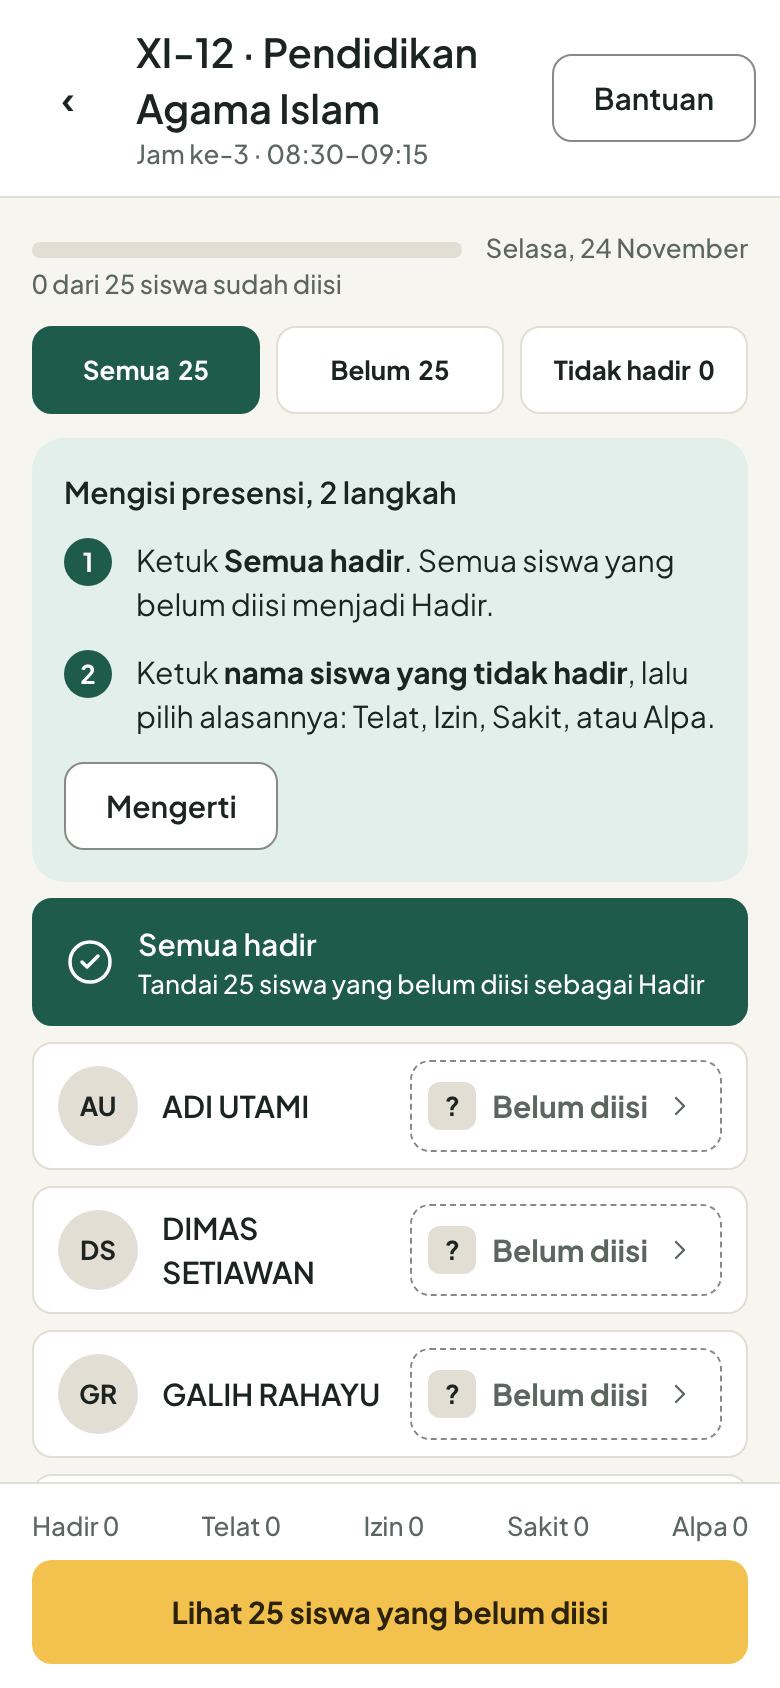 ‹
XI–12 · Pendidikan
Agama Islam
Jam ke-3 · 08:30–09:15
Bantuan
Selasa, 24 November
0 dari 25 siswa sudah diisi
Semua 25
Belum 25
Tidak hadir 0
Mengisi presensi, 2 langkah
1 Ketuk Semua hadir. Semua siswa yang
belum diisi menjadi Hadir.
2 Ketuk nama siswa yang tidak hadir, lalu
pilih alasannya: Telat, Izin, Sakit, atau Alpa.
Mengerti
Semua hadir
Tandai 25 siswa yang belum diisi sebagai Hadir
AU ADI UTAMI ? Belum diisi
DS DIMAS
SETIAWAN ? Belum diisi
GR GALIH RAHAYU ? Belum diisi
Hadir 0 Telat 0 Izin 0 Sakit 0 Alpa 0
Lihat 25 siswa yang belum diisi